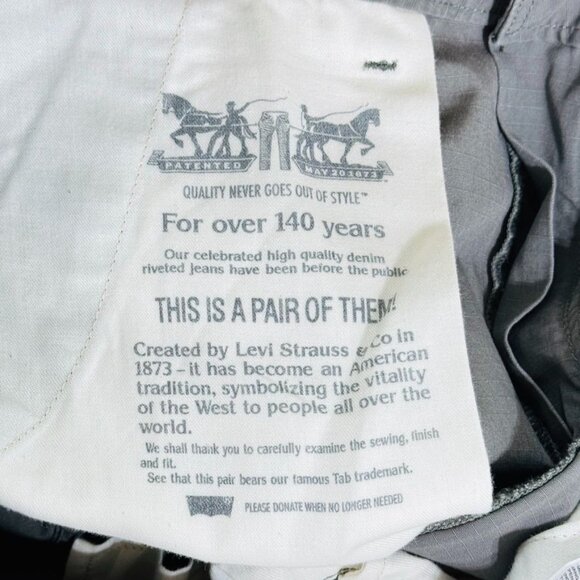 PATENTED MAY 20 1873
QUALITY NEVER GOES OUT OF STYLE™
For over 140 years
Our celebrated high quality denim
riveted jeans have been before the public
THIS IS A PAIR OF THEM!
Created by Levi Strauss & Co in
1873 - it has become an American
tradition, symbolizing the vitality
of the West to people all over the
world.
We shall thank you to carefully examine the sewing, finish
and fit.
See that this pair bears our famous Tab trademark.
PLEASE DONATE WHEN NO LONGER NEEDED